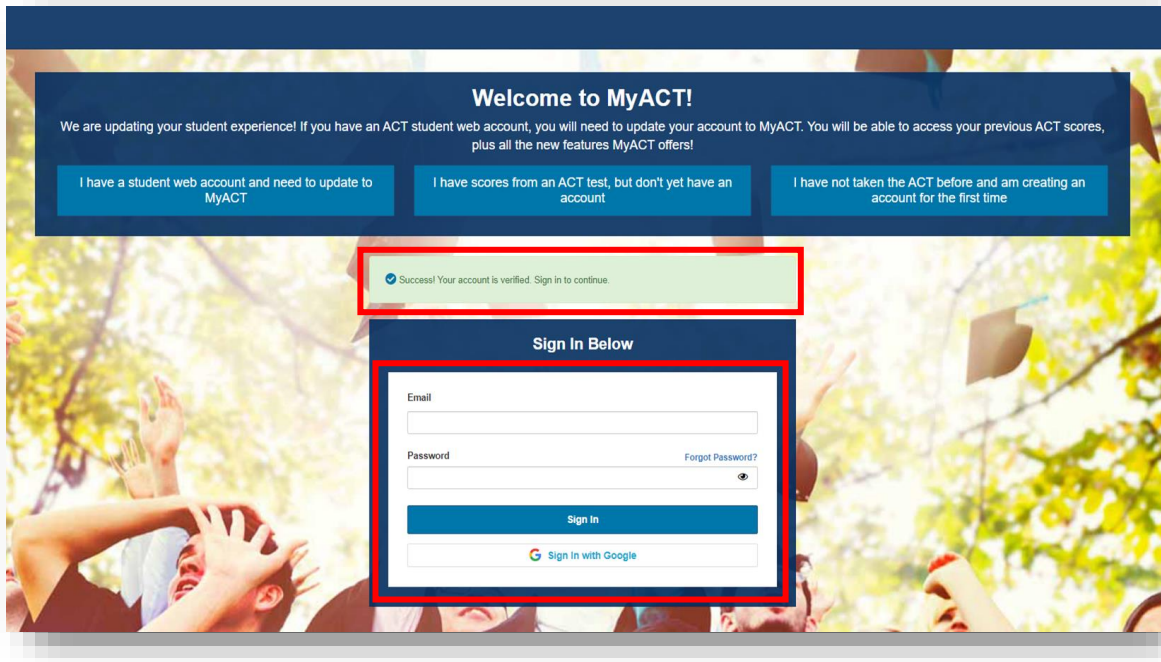 Welcome to MyACT!
We are updating your student experience! If you have an ACT student web account, you will need to update your account to MyACT. You will be able to access your previous ACT scores,
plus all the new features MyACT offers!
I have a student web account and need to update to
MyACT
I have scores from an ACT test, but don't yet have an
account
I have not taken the ACT before and am creating an
account for the first time
Success! Your account is verified. Sign in to continue.
Sign In Below
Email
Password
Forgot Password?
Sign In
Sign In with Google